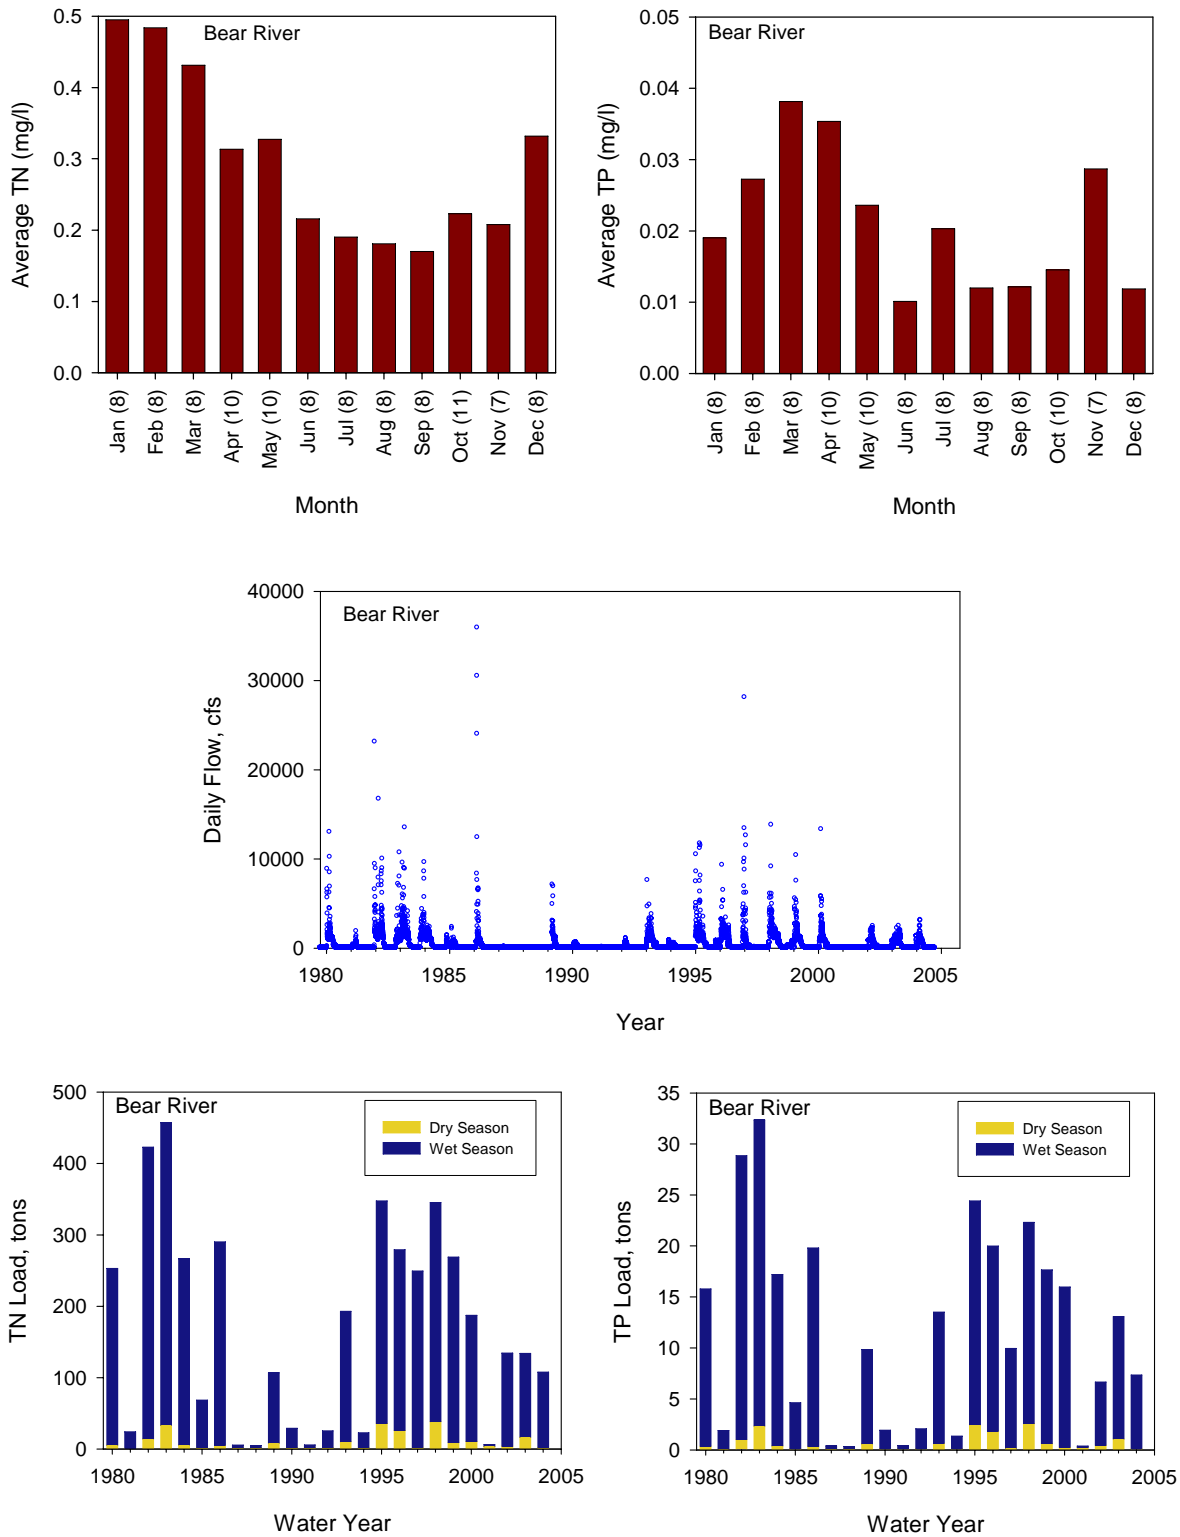 Bear River
Average TN (mg/l)
0.5
0.4
0.3
0.2
0.1
0.0
Jan (8)
Feb (8)
Mar (8)
Apr (10)
May (10)
Jun (8)
Jul (8)
Aug (8)
Sep (8)
Oct (11)
Nov (7)
Dec (8)
Month
Bear River
Average TP (mg/l)
0.05
0.04
0.03
0.02
0.01
0.00
Jan (8)
Feb (8)
Mar (8)
Apr (10)
May (10)
Jun (8)
Jul (8)
Aug (8)
Sep (8)
Oct (10)
Nov (7)
Dec (8)
Month
Bear River
Daily Flow, cfs
40000
30000
20000
10000
0
1980 1985 1990 1995 2000 2005
Year
Bear River
Dry Season
Wet Season
TN Load, tons
500
400
300
200
100
0
1980 1985 1990 1995 2000 2005
Water Year
Bear River
Dry Season
Wet Season
TP Load, tons
35
30
25
20
15
10
5
0
1980 1985 1990 1995 2000 2005
Water Year